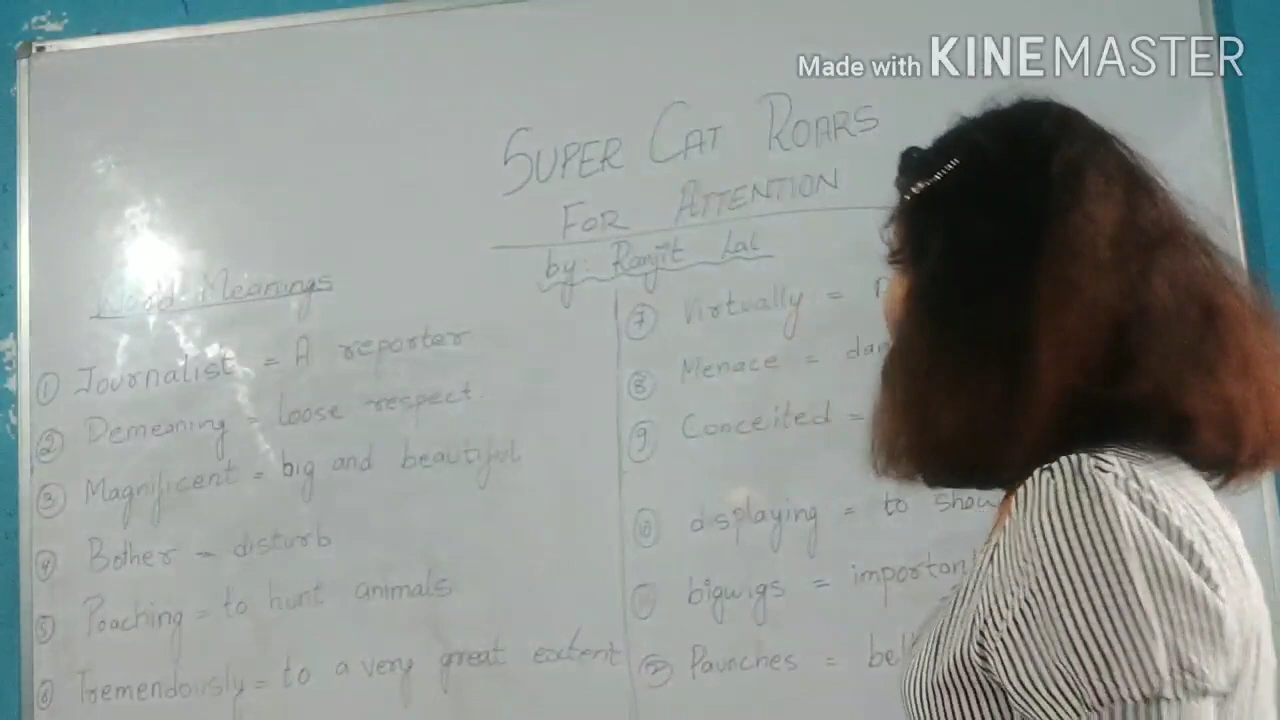 Made with KINEMASTER
SUPER CAT ROARS
FOR ATTENTION
by: Ranjit Lal
Word Meanings
① Journalist = A reporter
② Demeaning = loose respect.
③ Magnificent = big and beautiful
④ Bother = disturb
⑤ Poaching = to hunt animals
⑥ Tremendously = to a very great extent
⑦ Virtually =
⑧ Menace =
⑨ Conceited =
⑩ displaying = to show
bigwigs = important
Paunches =